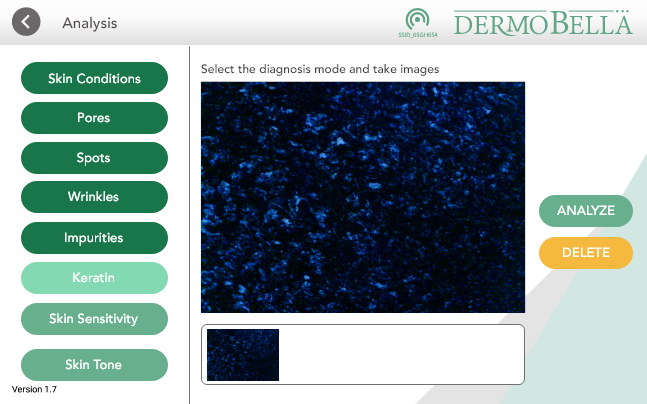 Analysis
SSID_65GH654
DERMOBELLA
Skin Conditions
Pores
Spots
Wrinkles
Impurities
Keratin
Skin Sensitivity
Skin Tone
Version 1.7
Select the diagnosis mode and take images
ANALYZE
DELETE